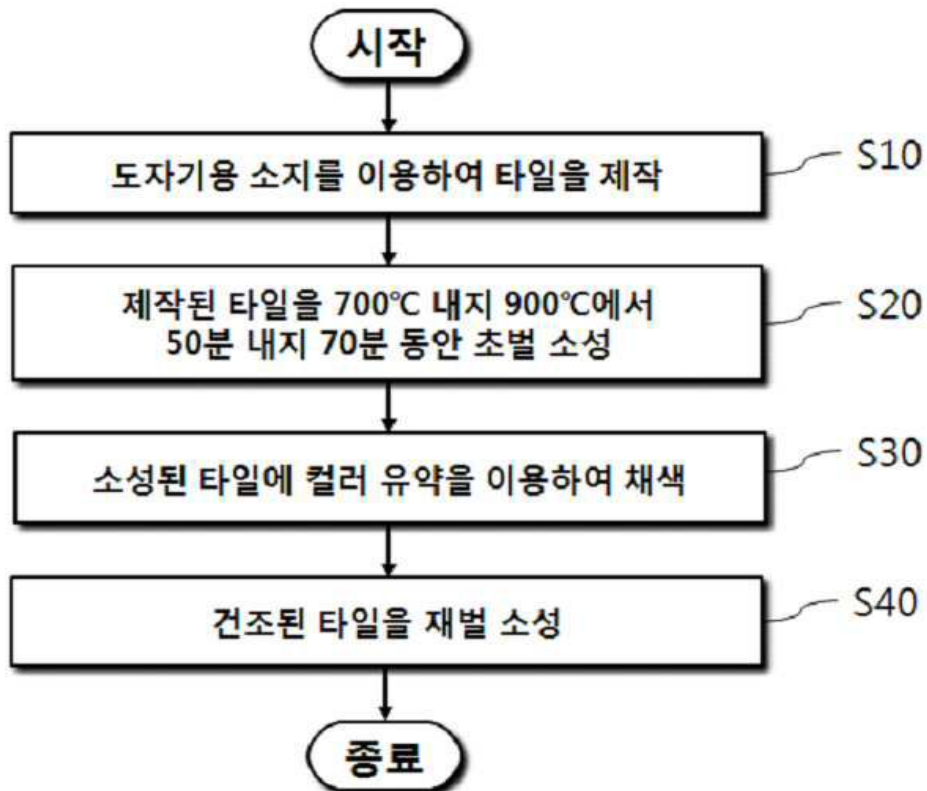 시작
도자기용 소지를 이용하여 타일을 제작
S10
제작된 타일을 700℃ 내지 900℃에서
50분 내지 70분 동안 초벌 소성
S20
소성된 타일에 컬러 유약을 이용하여 채색
S30
건조된 타일을 재벌 소성
S40
종료